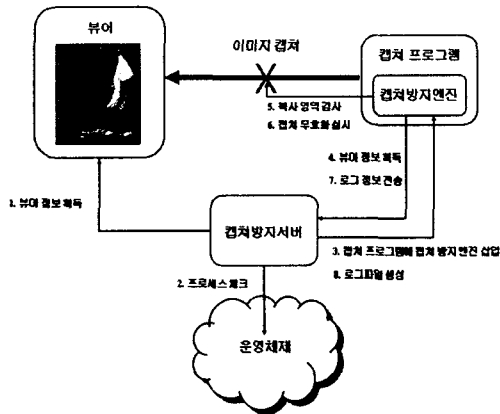 뷰어
이미지 캡쳐
캡쳐 프로그램
캡쳐방지엔진
5. 복사 영역 검사
6. 캡쳐 무효화 실시
4. 뷰어 정보 획득
7. 로그 정보 전송
1. 뷰어 정보 획득
캡쳐방지서버
3. 캡쳐 프로그램에 캡쳐 방지 엔진 삽입
8. 로그파일 생성
2. 프로세스 체크
운영체제